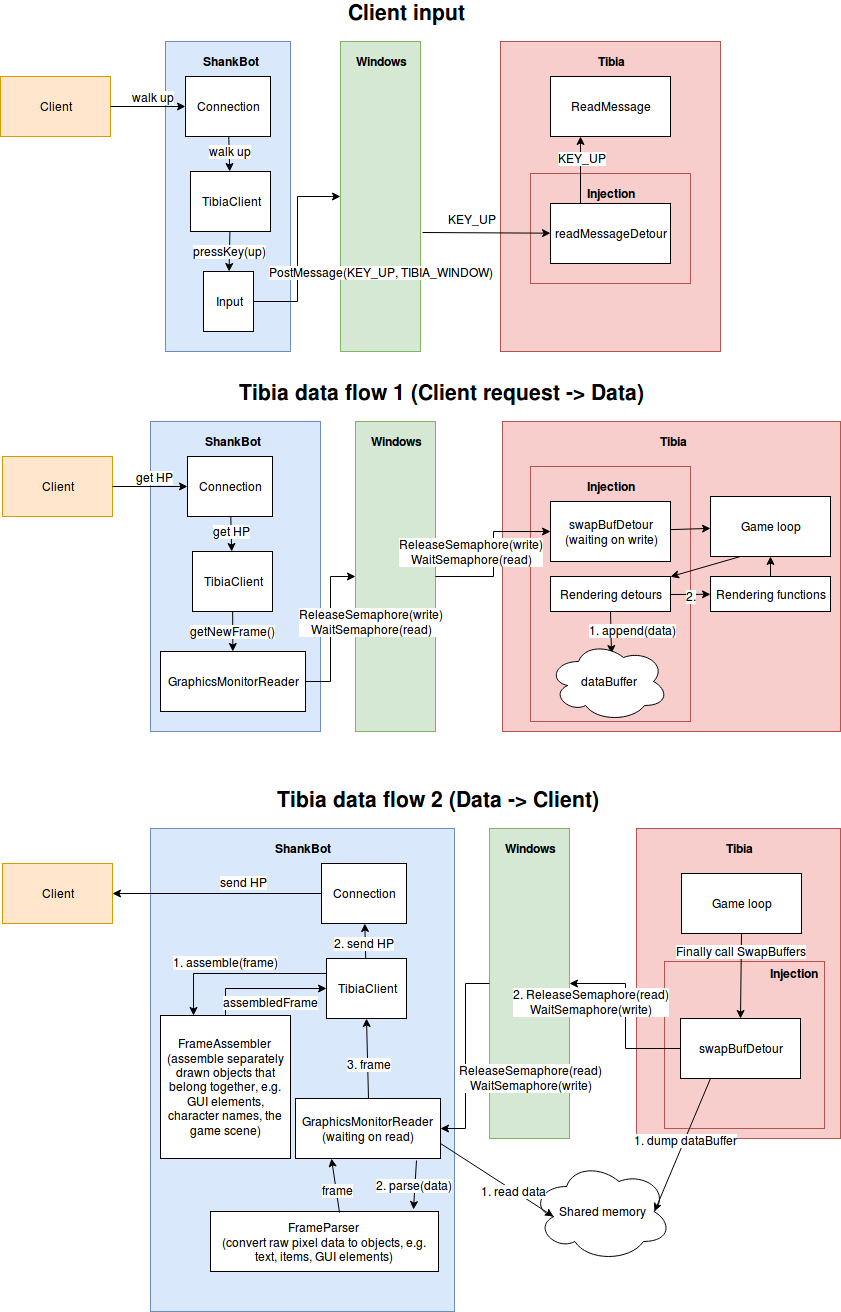 Client input
ShankBot
Windows
Tibia
Client
walk up
Connection
ReadMessage
walk up
KEY_UP
TibiaClient
Injection
KEY_UP
readMessageDetour
pressKey(up)
PostMessage(KEY_UP, TIBIA_WINDOW)
Input
Tibia data flow 1 (Client request -> Data)
ShankBot
Windows
Tibia
Client
get HP
Connection
Injection
get HP
swapBufDetour
(waiting on write)
Game loop
ReleaseSemaphore(write)
WaitSemaphore(read)
TibiaClient
Rendering detours
2.
Rendering functions
getNewFrame()
ReleaseSemaphore(write)
WaitSemaphore(read)
1. append(data)
GraphicsMonitorReader
dataBuffer
Tibia data flow 2 (Data -> Client)
ShankBot
Windows
Tibia
Client
send HP
Connection
Game loop
2. send HP
Finally call SwapBuffers
1. assemble(frame)
Injection
TibiaClient
assembledFrame
2. ReleaseSemaphore(read)
WaitSemaphore(write)
FrameAssembler
(assemble separately
drawn objects that
belong together, e.g.
GUI elements,
character names, the
game scene)
swapBufDetour
3. frame
ReleaseSemaphore(read)
WaitSemaphore(write)
GraphicsMonitorReader
(waiting on read)
1. dump dataBuffer
frame
2. parse(data)
1. read data
Shared memory
FrameParser
(convert raw pixel data to objects, e.g.
text, items, GUI elements)